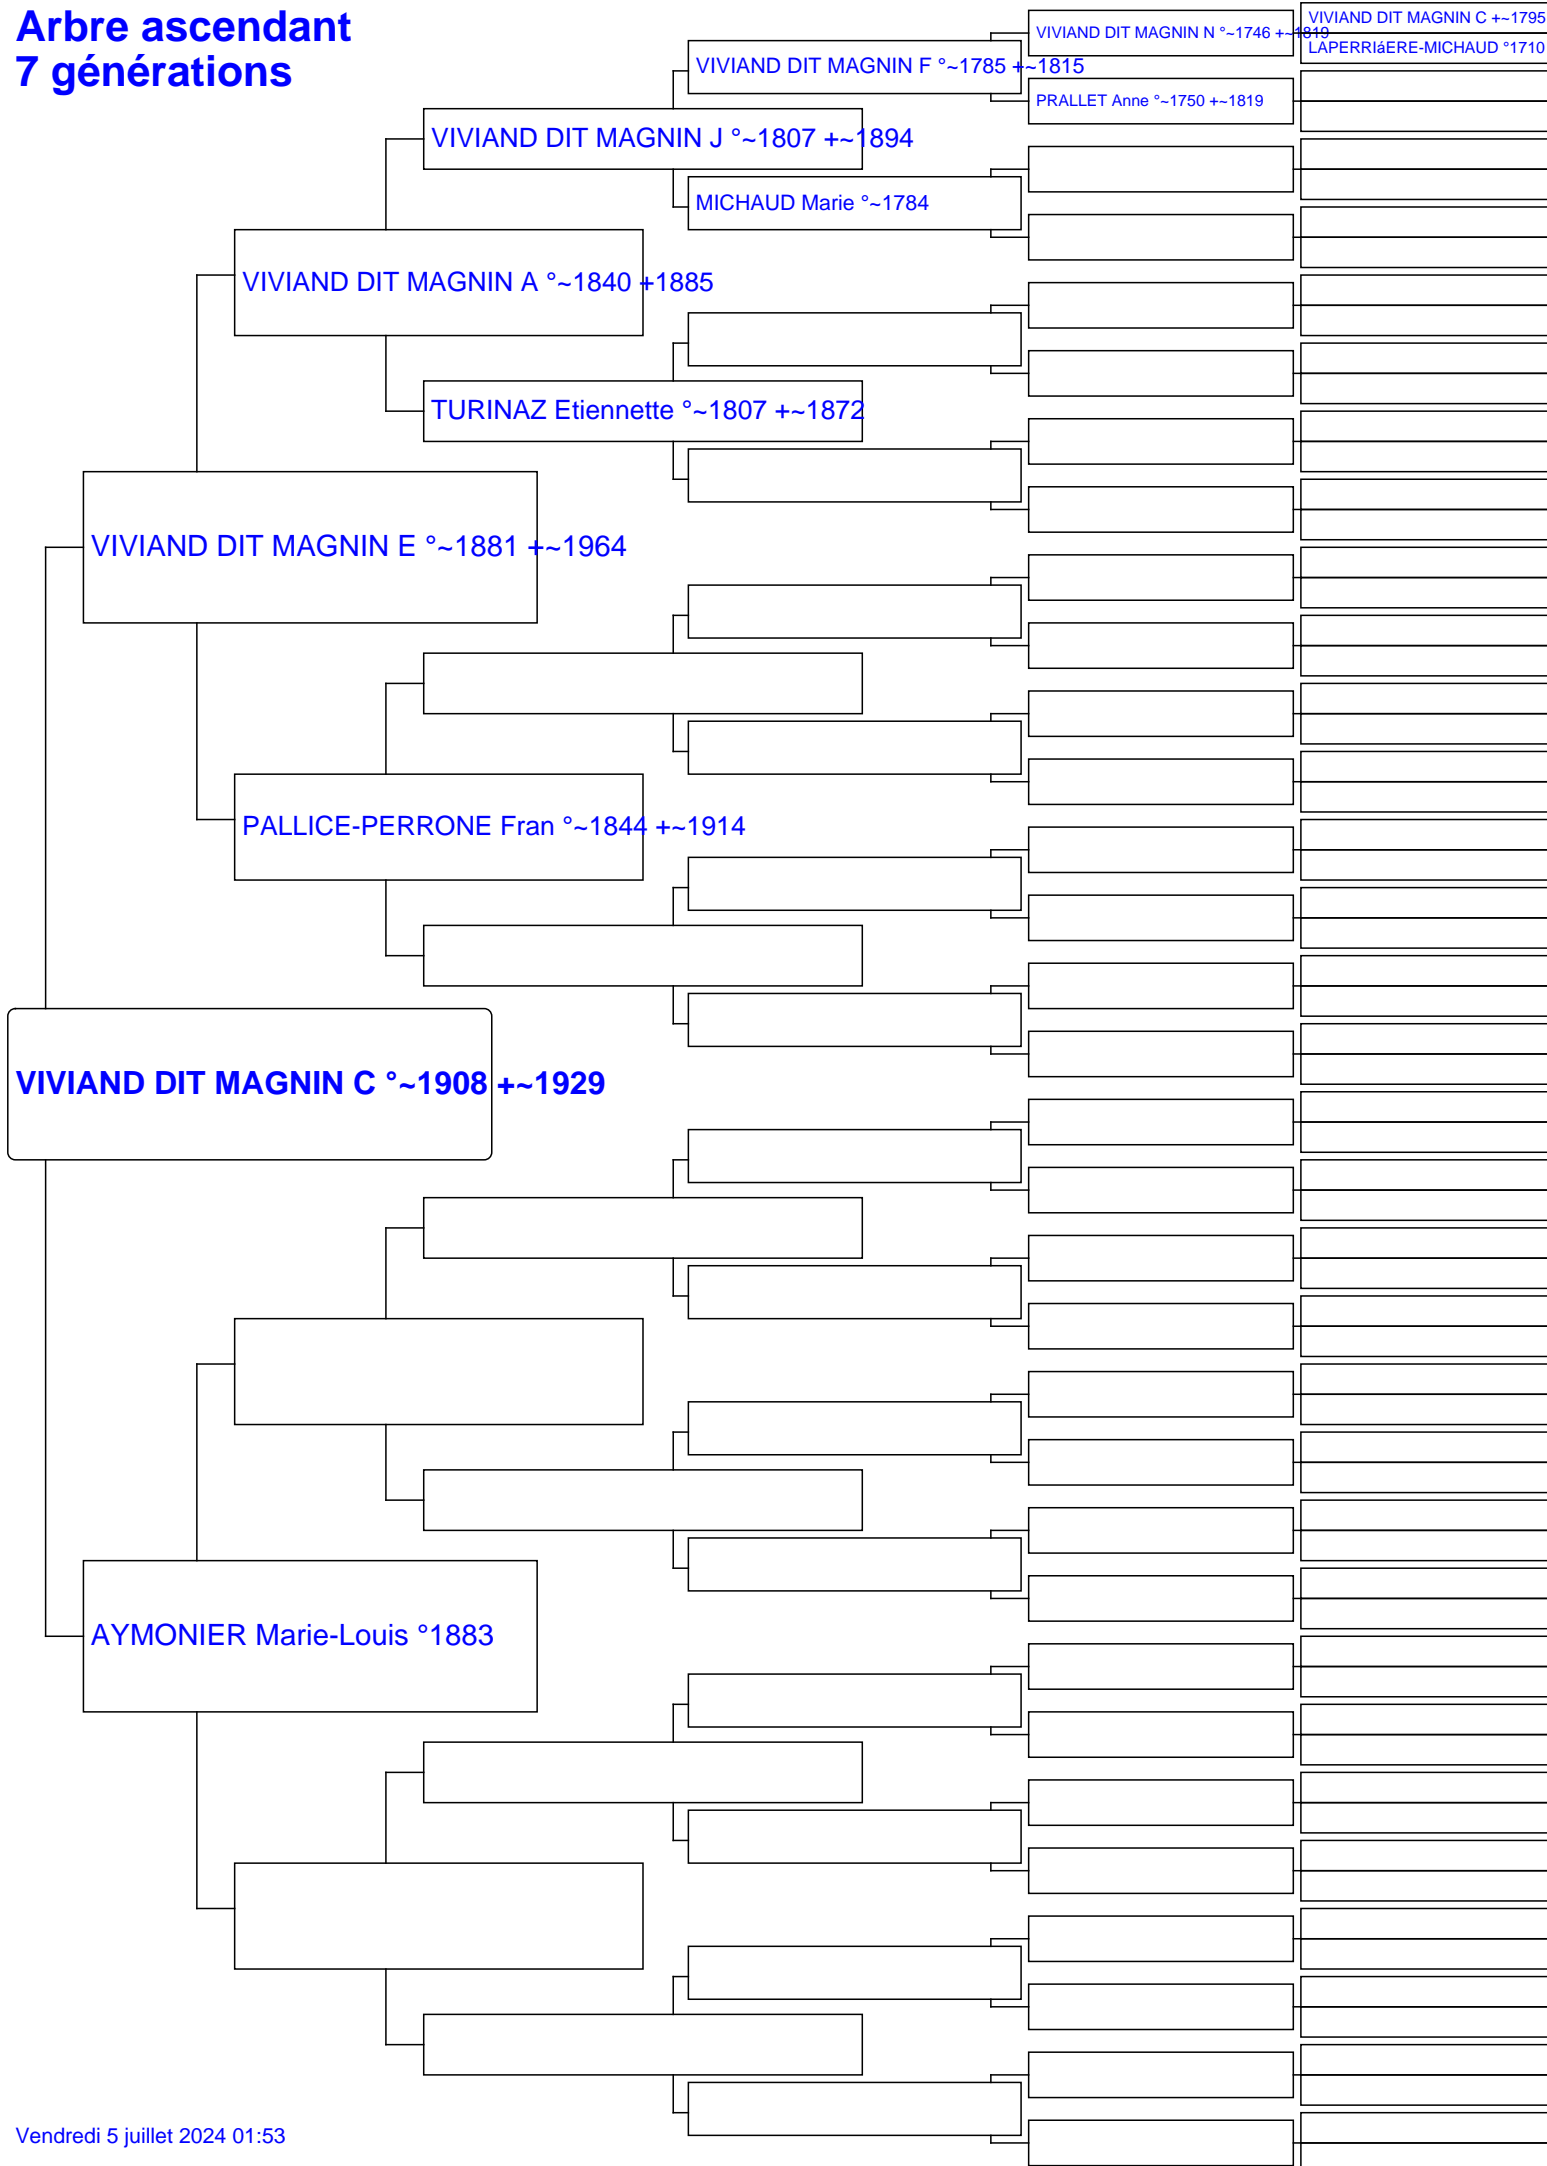 Arbre ascendant
7 générations
VIVIAND DIT MAGNIN C +~1795
VIVIAND DIT MAGNIN N °~1746 +~1819
LAPERRIáERE-MICHAUD °1710
VIVIAND DIT MAGNIN F °~1785 +~1815
PRALLET Anne °~1750 +~1819
VIVIAND DIT MAGNIN J °~1807 +~1894
MICHAUD Marie °~1784
VIVIAND DIT MAGNIN A °~1840 +1885
TURINAZ Etiennette °~1807 +~1872
VIVIAND DIT MAGNIN E °~1881 +~1964
PALLICE-PERRONE Fran °~1844 +~1914
VIVIAND DIT MAGNIN C °~1908 +~1929
AYMONIER Marie-Louis °1883
Vendredi 5 juillet 2024 01:53